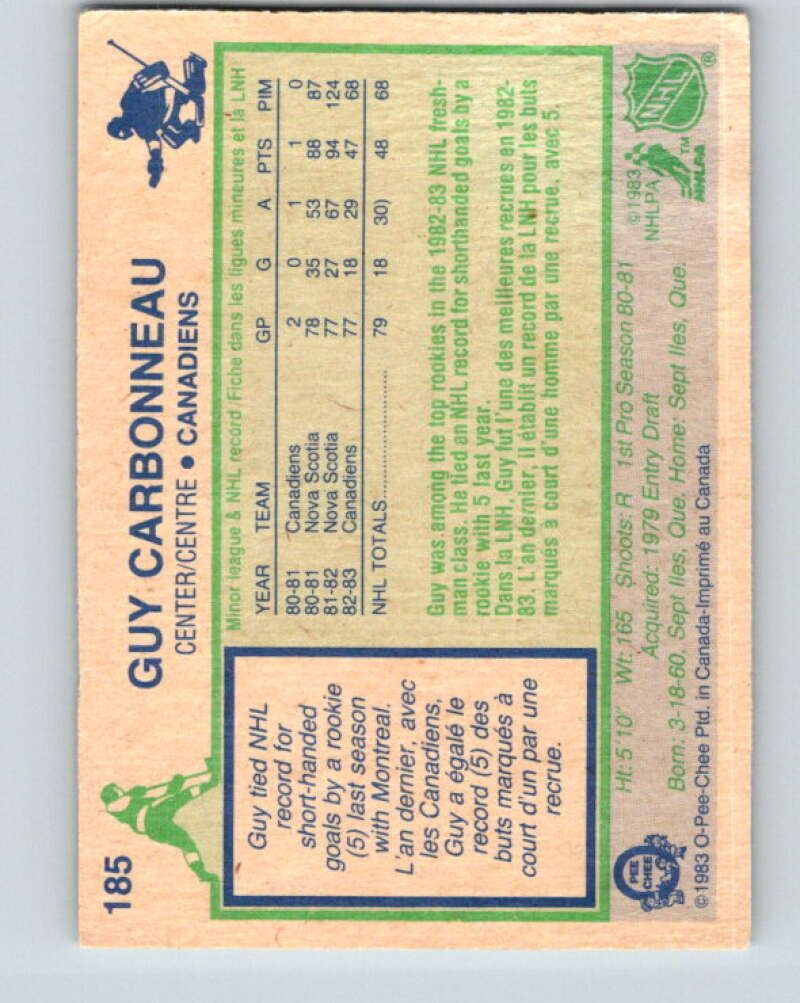 185
GUY CARBONNEAU
CENTER/CENTRE • CANADIENS
Guy tied NHL
record for
short-handed
goals by a rookie
(5) last season
with Montreal.
L'an dernier, avec
les Canadiens,
Guy a égalé le
record (5) des
buts marqués à
court d'un par une
recrue.
Minor league & NHL record Fiche dans les ligues mineures et la LNH
YEAR TEAM GP G A PTS PIM
80-81 Canadiens 2 0 1 1 0
80-81 Nova Scotia 78 35 53 88 87
81-82 Nova Scotia 77 27 67 94 124
82-83 Canadiens 77 18 29 47 68
NHL TOTALS.................... 79 18 30) 48 68
Guy was among the top rookies in the 1982-83 NHL fresh-
man class. He tied an NHL record for shorthanded goals by a
rookie with 5 last year.
Dans la LNH, Guy fut l'une des meilleures recrues en 1982-
83. L'an dernier, il établit un record de la LNH pour les buts
marqués à court d'une homme par une recrue, avec 5.
Ht: 5'10" Wt: 165 Shoots: R 1st Pro Season 80-81
Acquired: 1979 Entry Draft
Born: 3-18-60, Sept Iles, Que. Home: Sept Iles, Que.
©1983
NHLPA
NHLPA™
NHL®
O PEE CHEE
©1983 O-Pee-Chee Ptd. in Canada-Imprimé au Canada